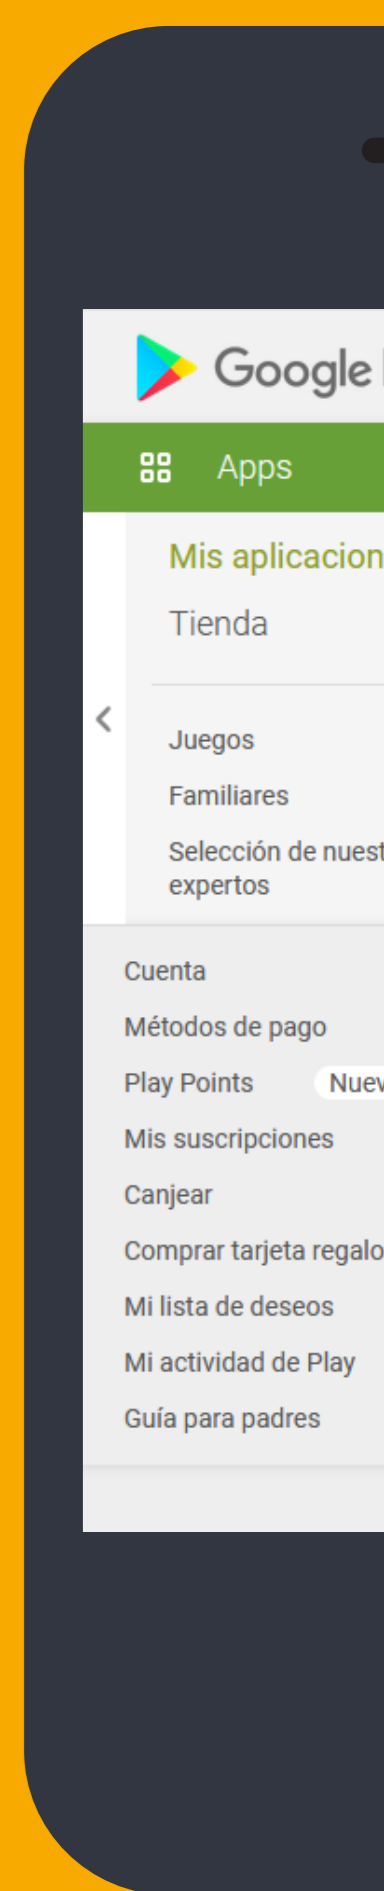 Google
Apps
Mis aplicacion
Tienda
Juegos
Familiares
Selección de nuest
expertos
Cuenta
Métodos de pago
Play Points Nuev
Mis suscripciones
Canjear
Comprar tarjeta regalo
Mi lista de deseos
Mi actividad de Play
Guía para padres